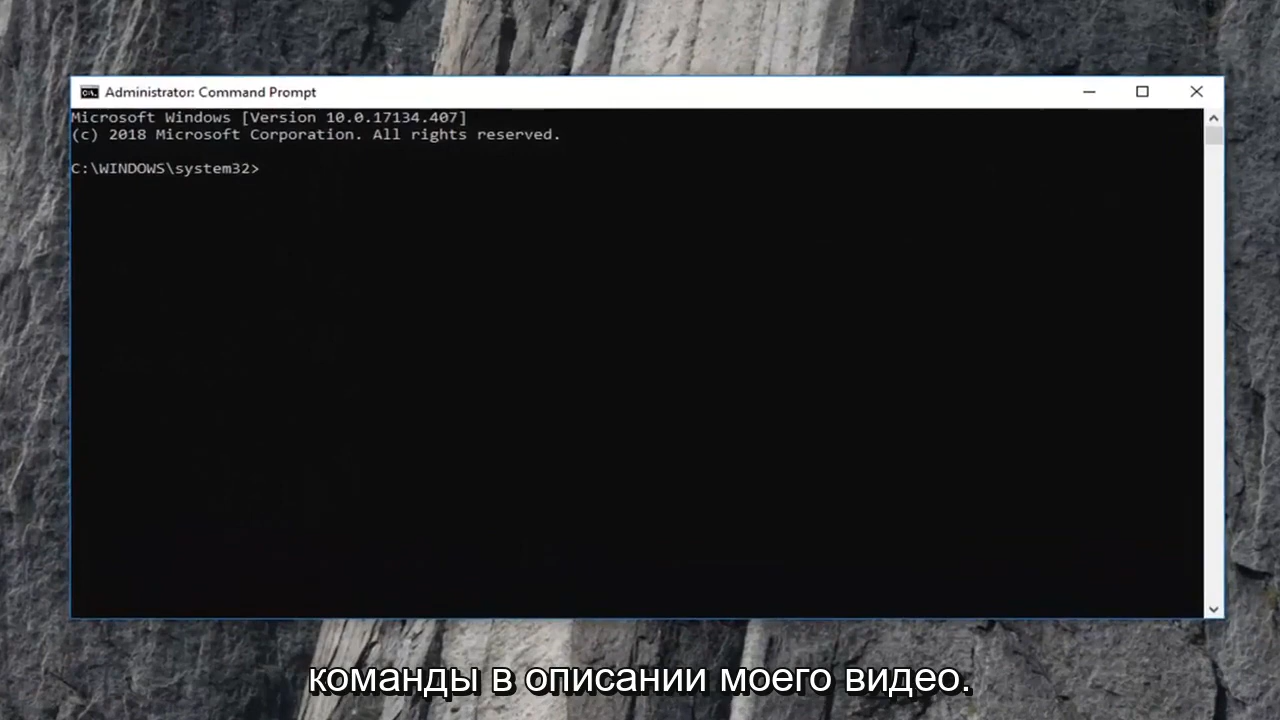 Administrator: Command Prompt
Microsoft Windows [Version 10.0.17134.407]
(c) 2018 Microsoft Corporation. All rights reserved.
C:\WINDOWS\system32>
команды в описании моего видео.